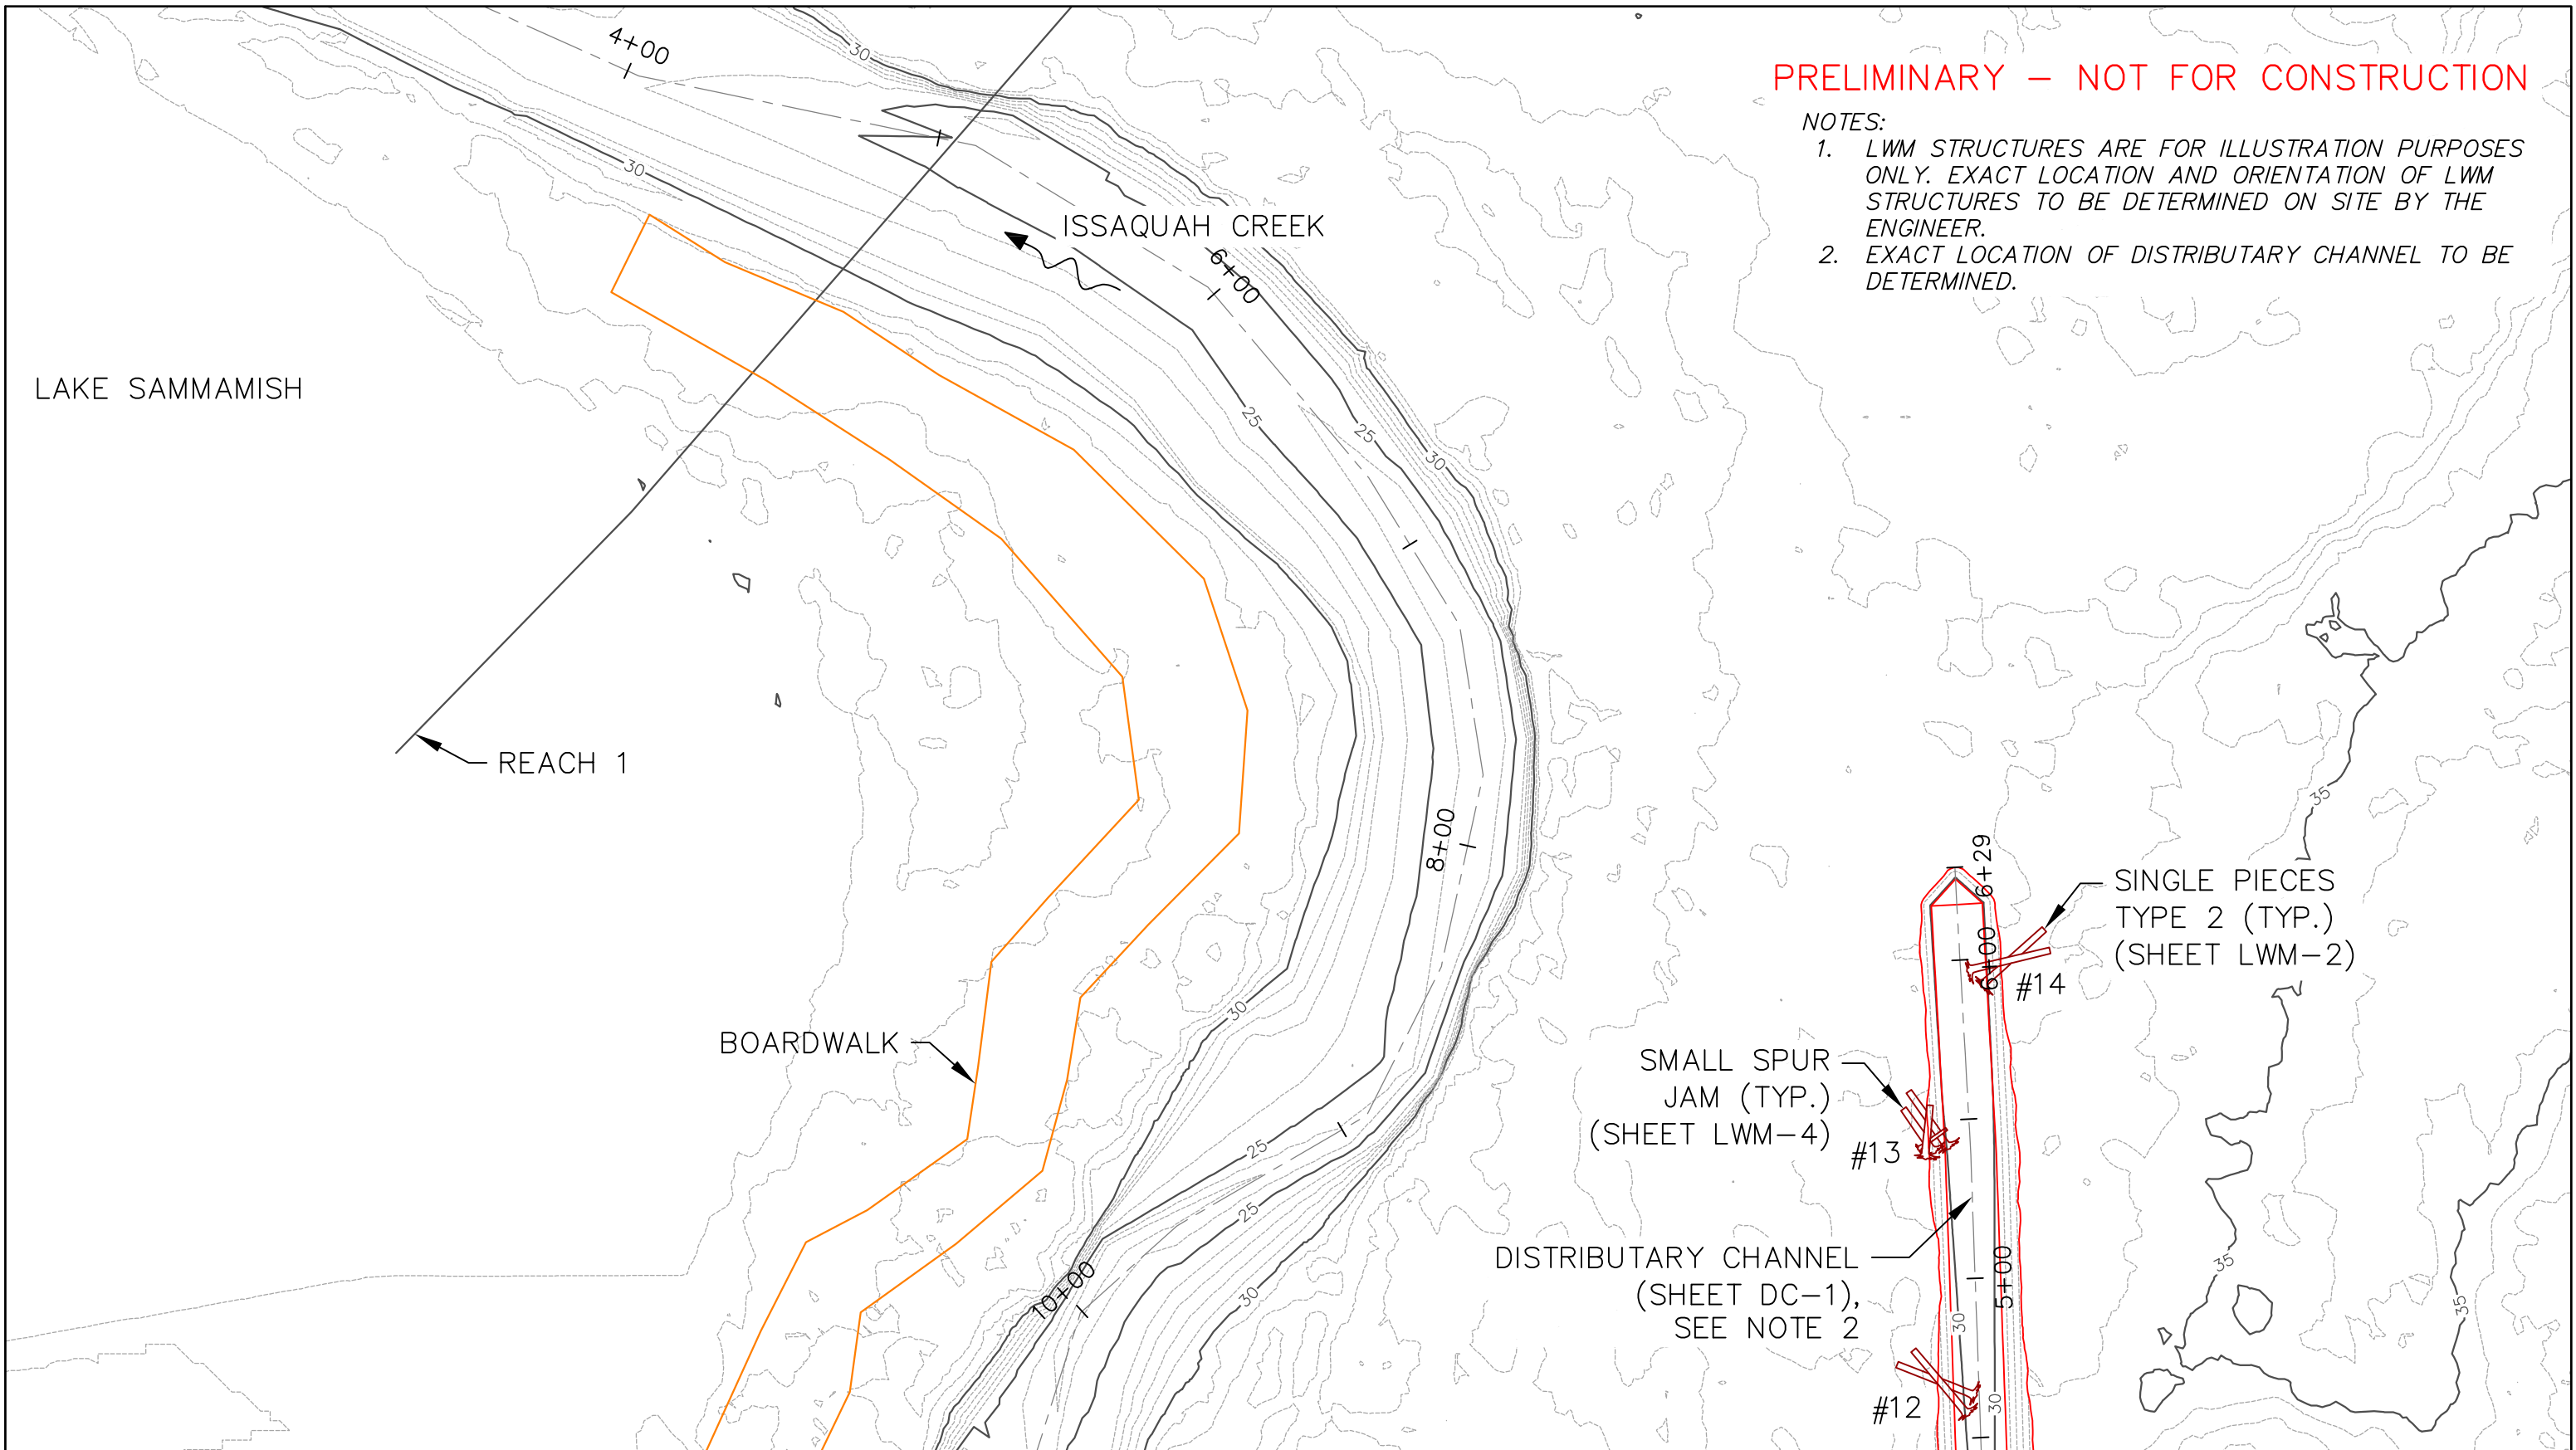 PRELIMINARY – NOT FOR CONSTRUCTION
NOTES:
1. LWM STRUCTURES ARE FOR ILLUSTRATION PURPOSES
ONLY. EXACT LOCATION AND ORIENTATION OF LWM
STRUCTURES TO BE DETERMINED ON SITE BY THE
ENGINEER.
2. EXACT LOCATION OF DISTRIBUTARY CHANNEL TO BE
DETERMINED.
4+00
30
30
ISSAQUAH CREEK
6+00
LAKE SAMMAMISH
25
25
30
REACH 1
8+00
35
6+29
SINGLE PIECES
TYPE 2 (TYP.)
(SHEET LWM–2)
6+00
#14
30
BOARDWALK
SMALL SPUR
JAM (TYP.)
(SHEET LWM–4)
#13
25
25
DISTRIBUTARY CHANNEL
(SHEET DC–1),
SEE NOTE 2
5+00
35
35
10+00
30
30
30
#12